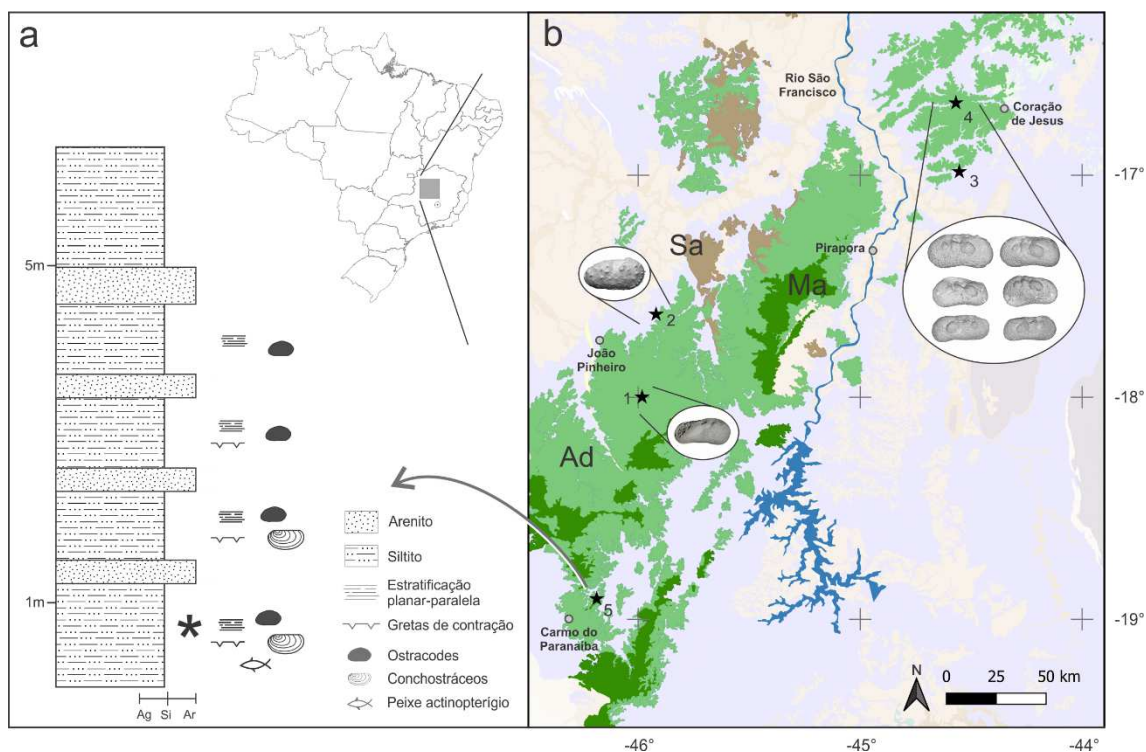 a
5m
1m
*
Ag Si Ar
Arenito
Siltito
Estratificação
planar-paralela
Gretas de contração
Ostracodes
Conchostráceos
Peixe actinopterígio
b
Rio São
Francisco
4
Coração
de Jesus
3
-17°
Sa
Pirapora
Ma
2
João
Pinheiro
1
-18°
Ad
5
Carmo do
Paranaíba
-19°
N
0 25 50 km
-46° -45° -44°